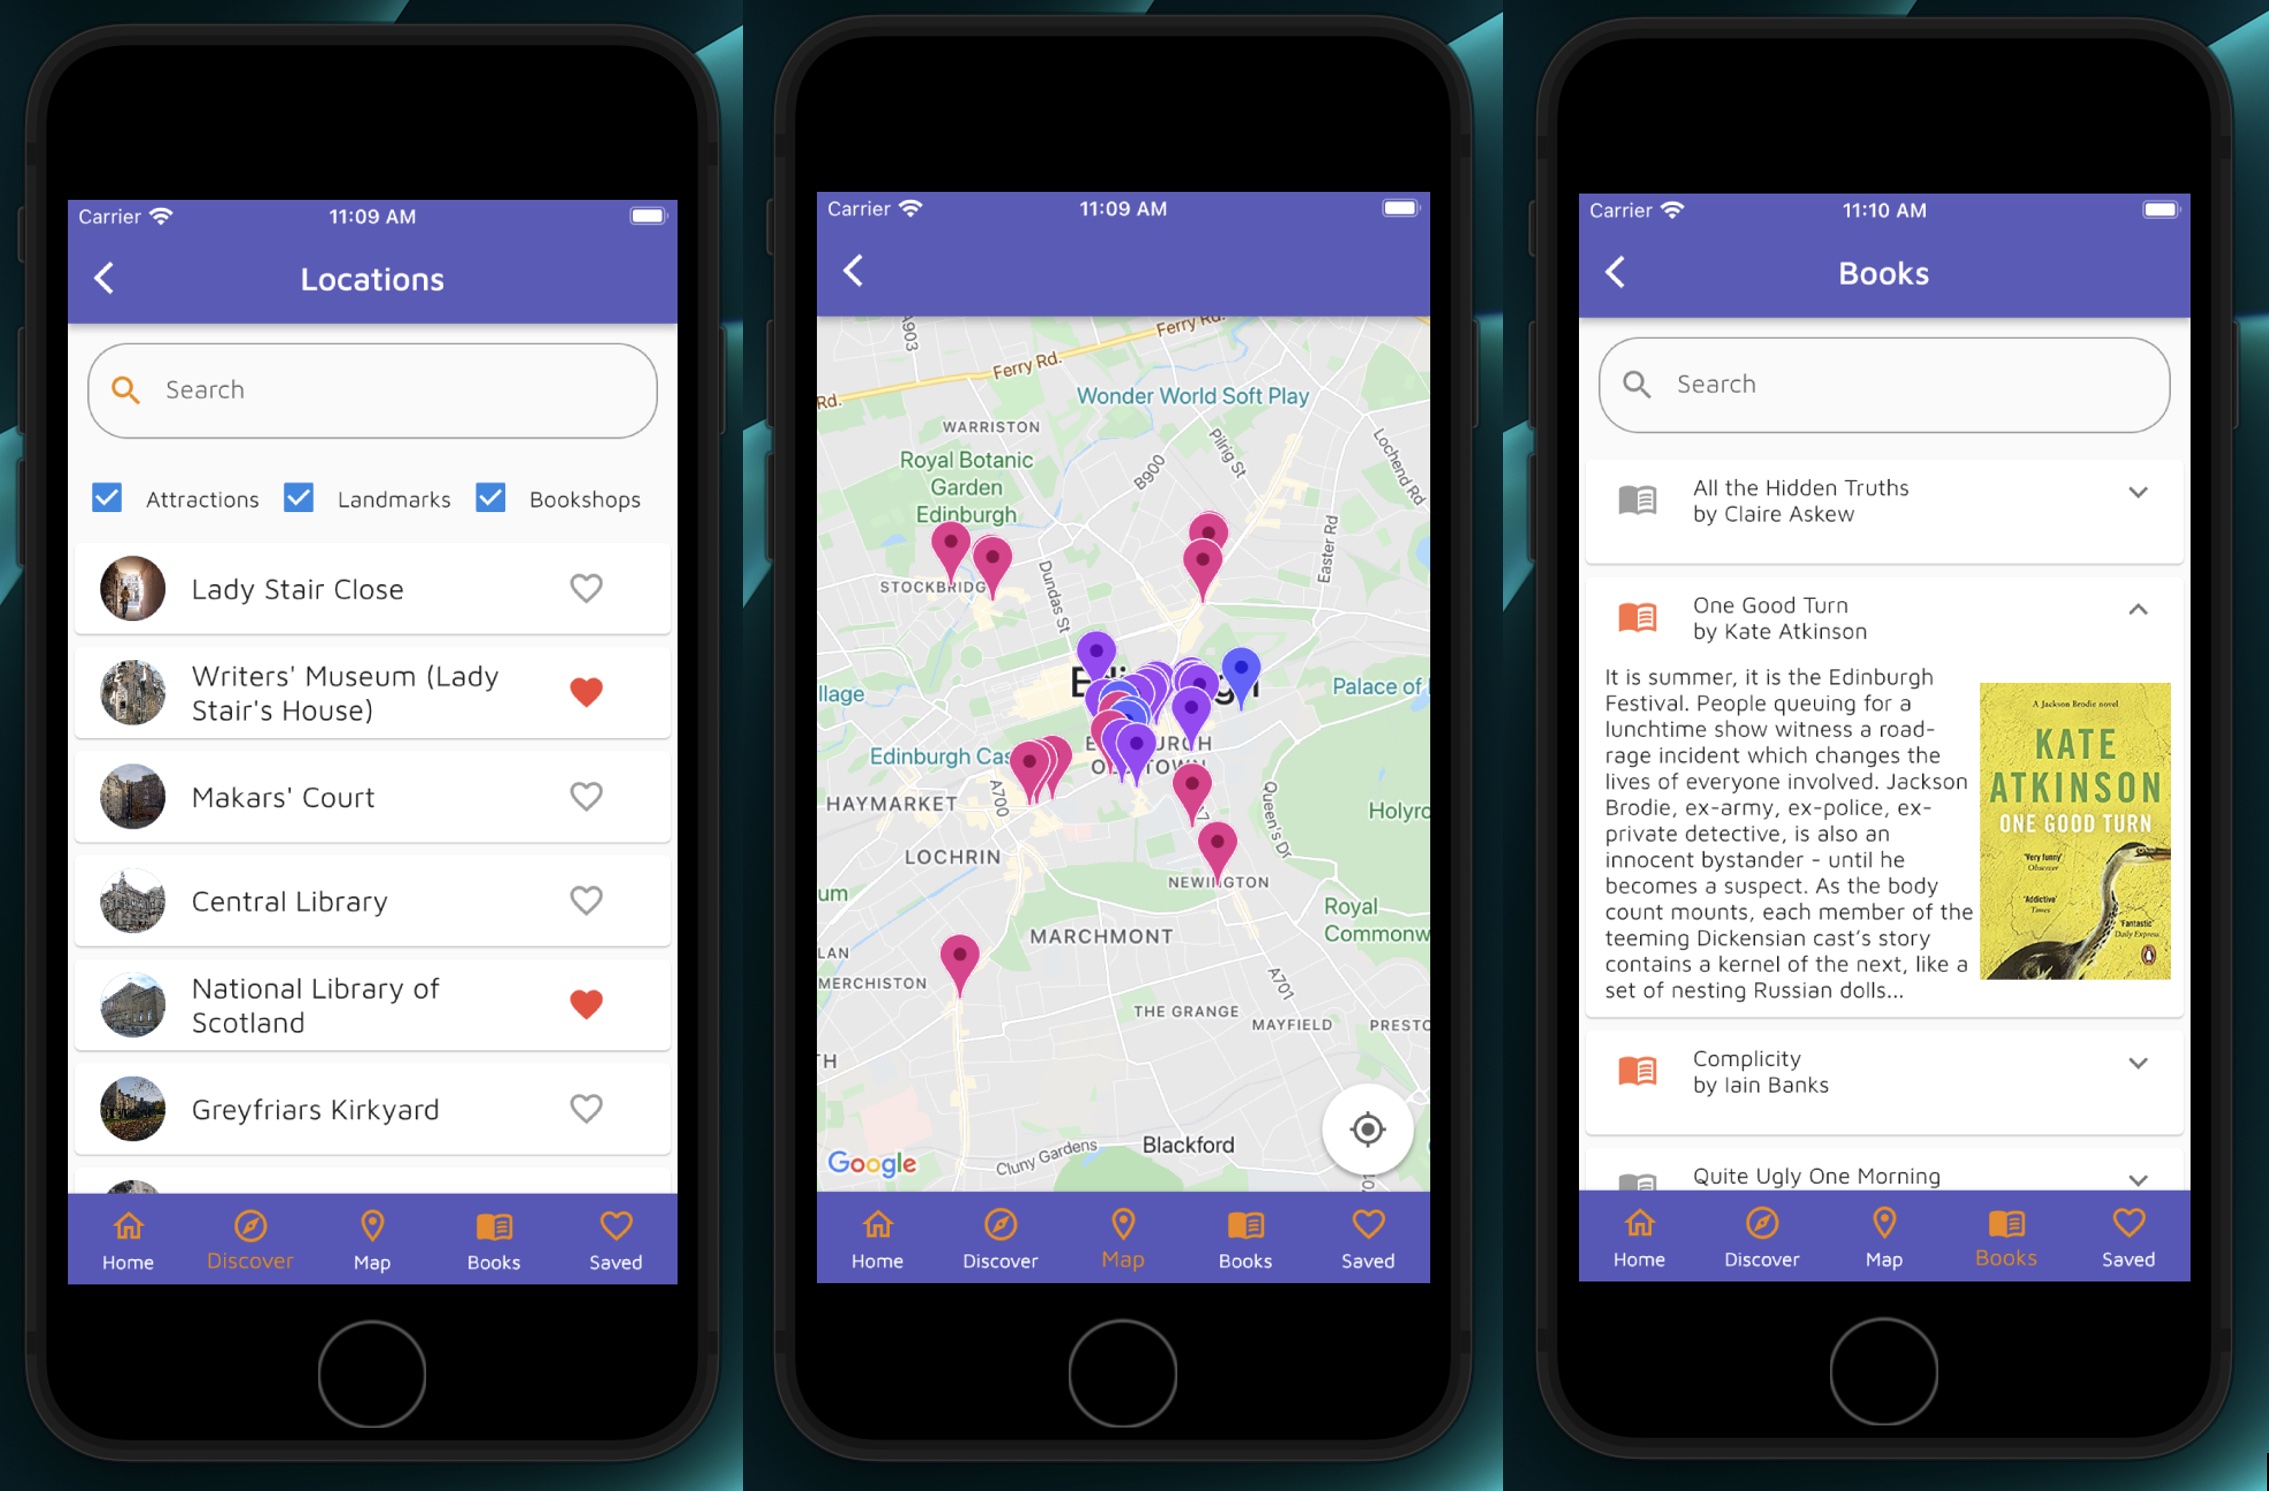 Carrier 11:09 AM
Locations
Search
Attractions Landmarks Bookshops
Lady Stair Close
Writers' Museum (Lady
Stair's House)
Makars' Court
Central Library
National Library of
Scotland
Greyfriars Kirkyard
Home Discover Map Books Saved
Carrier 11:09 AM
A903
Ferry Rd.
Ferry Rd.
Rd.
Wonder World Soft Play
WARRISTON
Royal Botanic
Garden
Edinburgh
B900
Pilrig St
Lochend Rd
Easter Rd
STOCKBRIDG
Dundas St
llage
Palace of
Edinburgh Cas
HAYMARKET
A700
Queen's Dr
Holyro
LOCHRIN
NEWINGTON
um
Royal
Commonw
MARCHMONT
LAN
MERCHISTON
A701
THE GRANGE
MAYFIELD
PRESTO
TH
Blackford
Cluny Gardens
Google
Home Discover Map Books Saved
Carrier 11:10 AM
Books
Search
All the Hidden Truths
by Claire Askew
One Good Turn
by Kate Atkinson
It is summer, it is the Edinburgh
Festival. People queuing for a
lunchtime show witness a road-
rage incident which changes the
lives of everyone involved. Jackson
Brodie, ex-army, ex-police, ex-
private detective, is also an
innocent bystander - until he
becomes a suspect. As the body
count mounts, each member of the
teeming Dickensian cast's story
contains a kernel of the next, like a
set of nesting Russian dolls...
A Jackson Brodie novel
KATE
ATKINSON
ONE GOOD TURN
'Very funny'
Observer
'Addictive'
Times
'Fantastic'
Daily Express
Complicity
by Iain Banks
Quite Ugly One Morning
Home Discover Map Books Saved